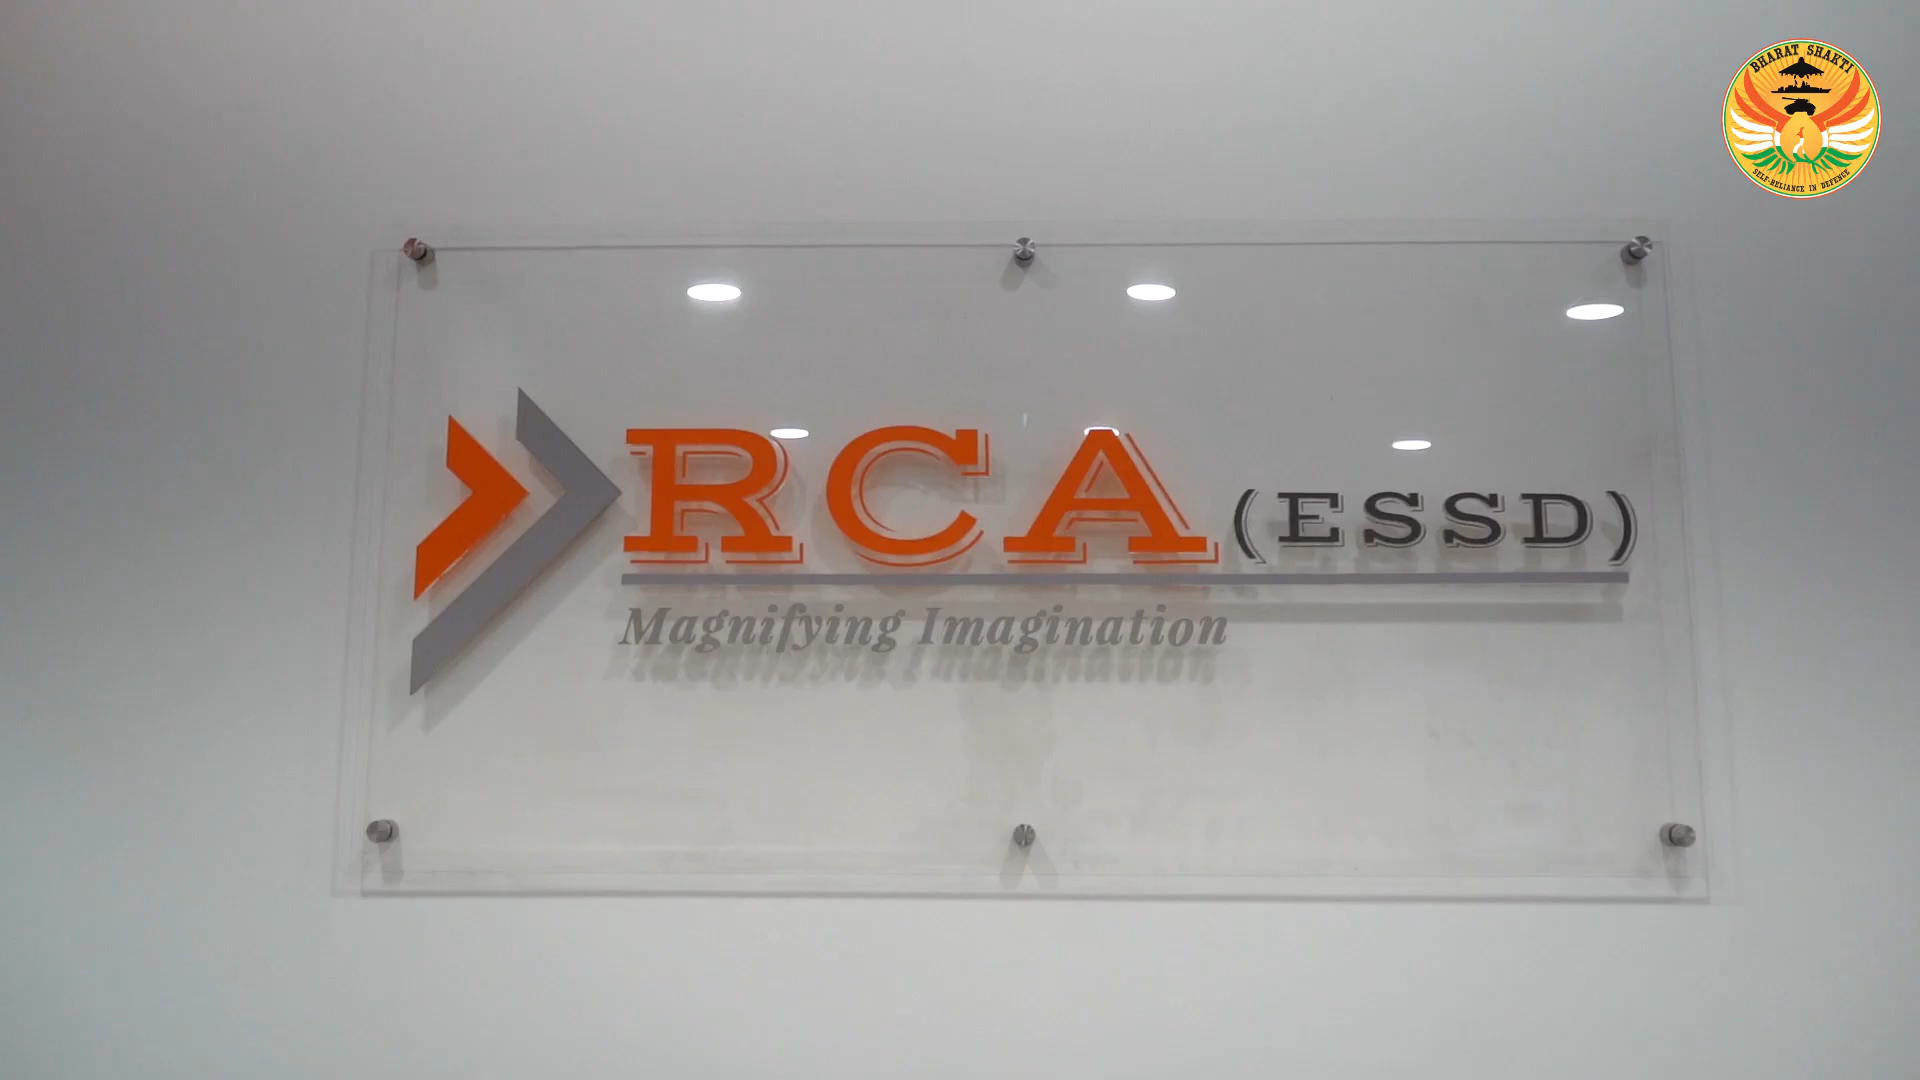 BHARAT SHAKTI
SELF-RELIANCE IN DEFENCE
RCA (ESSD)
Magnifying Imagination